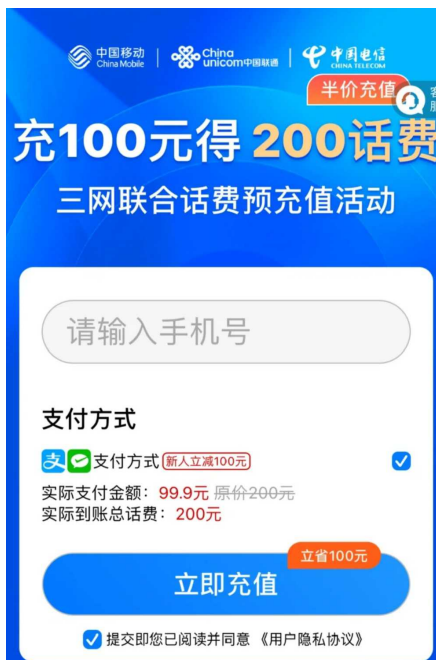 中国移动 China Mobile | China unicom中国联通 | 中国电信 CHINA TELECOM
半价充值
客服
充100元得 200话费
三网联合话费预充值活动
请输入手机号
支付方式
支 支付方式 新人立减100元
实际支付金额：99.9元 原价200元
实际到账总话费：200元
立省100元
立即充值
提交即您已阅读并同意 《用户隐私协议》